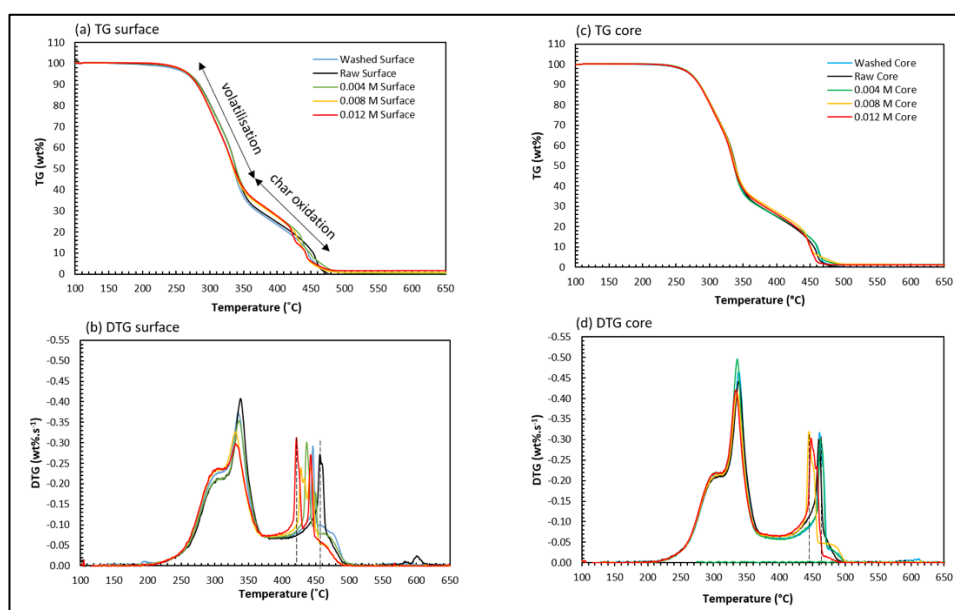 (a) TG surface
110
100
90
80
70
60
50
40
30
20
10
0
TG (wt%)
Washed Surface
Raw Surface
0.004 M Surface
0.008 M Surface
0.012 M Surface
volatilisation
char oxidation
100 150 200 250 300 350 400 450 500 550 600 650
Temperature (˚C)
(c) TG core
110
100
90
80
70
60
50
40
30
20
10
0
TG (wt%)
Washed Core
Raw Core
0.004 M Core
0.008 M Core
0.012 M Core
100 150 200 250 300 350 400 450 500 550 600 650
Temperature (°C)
(b) DTG surface
-0.50
-0.45
-0.40
-0.35
-0.30
-0.25
-0.20
-0.15
-0.10
-0.05
0.00
DTG (wt%.s⁻¹)
100 150 200 250 300 350 400 450 500 550 600 650
Temperature (˚C)
(d) DTG core
-0.55
-0.50
-0.45
-0.40
-0.35
-0.30
-0.25
-0.20
-0.15
-0.10
-0.05
0.00
DTG (wt%.s⁻¹)
100 150 200 250 300 350 400 450 500 550 600 650
Temperature (°C)